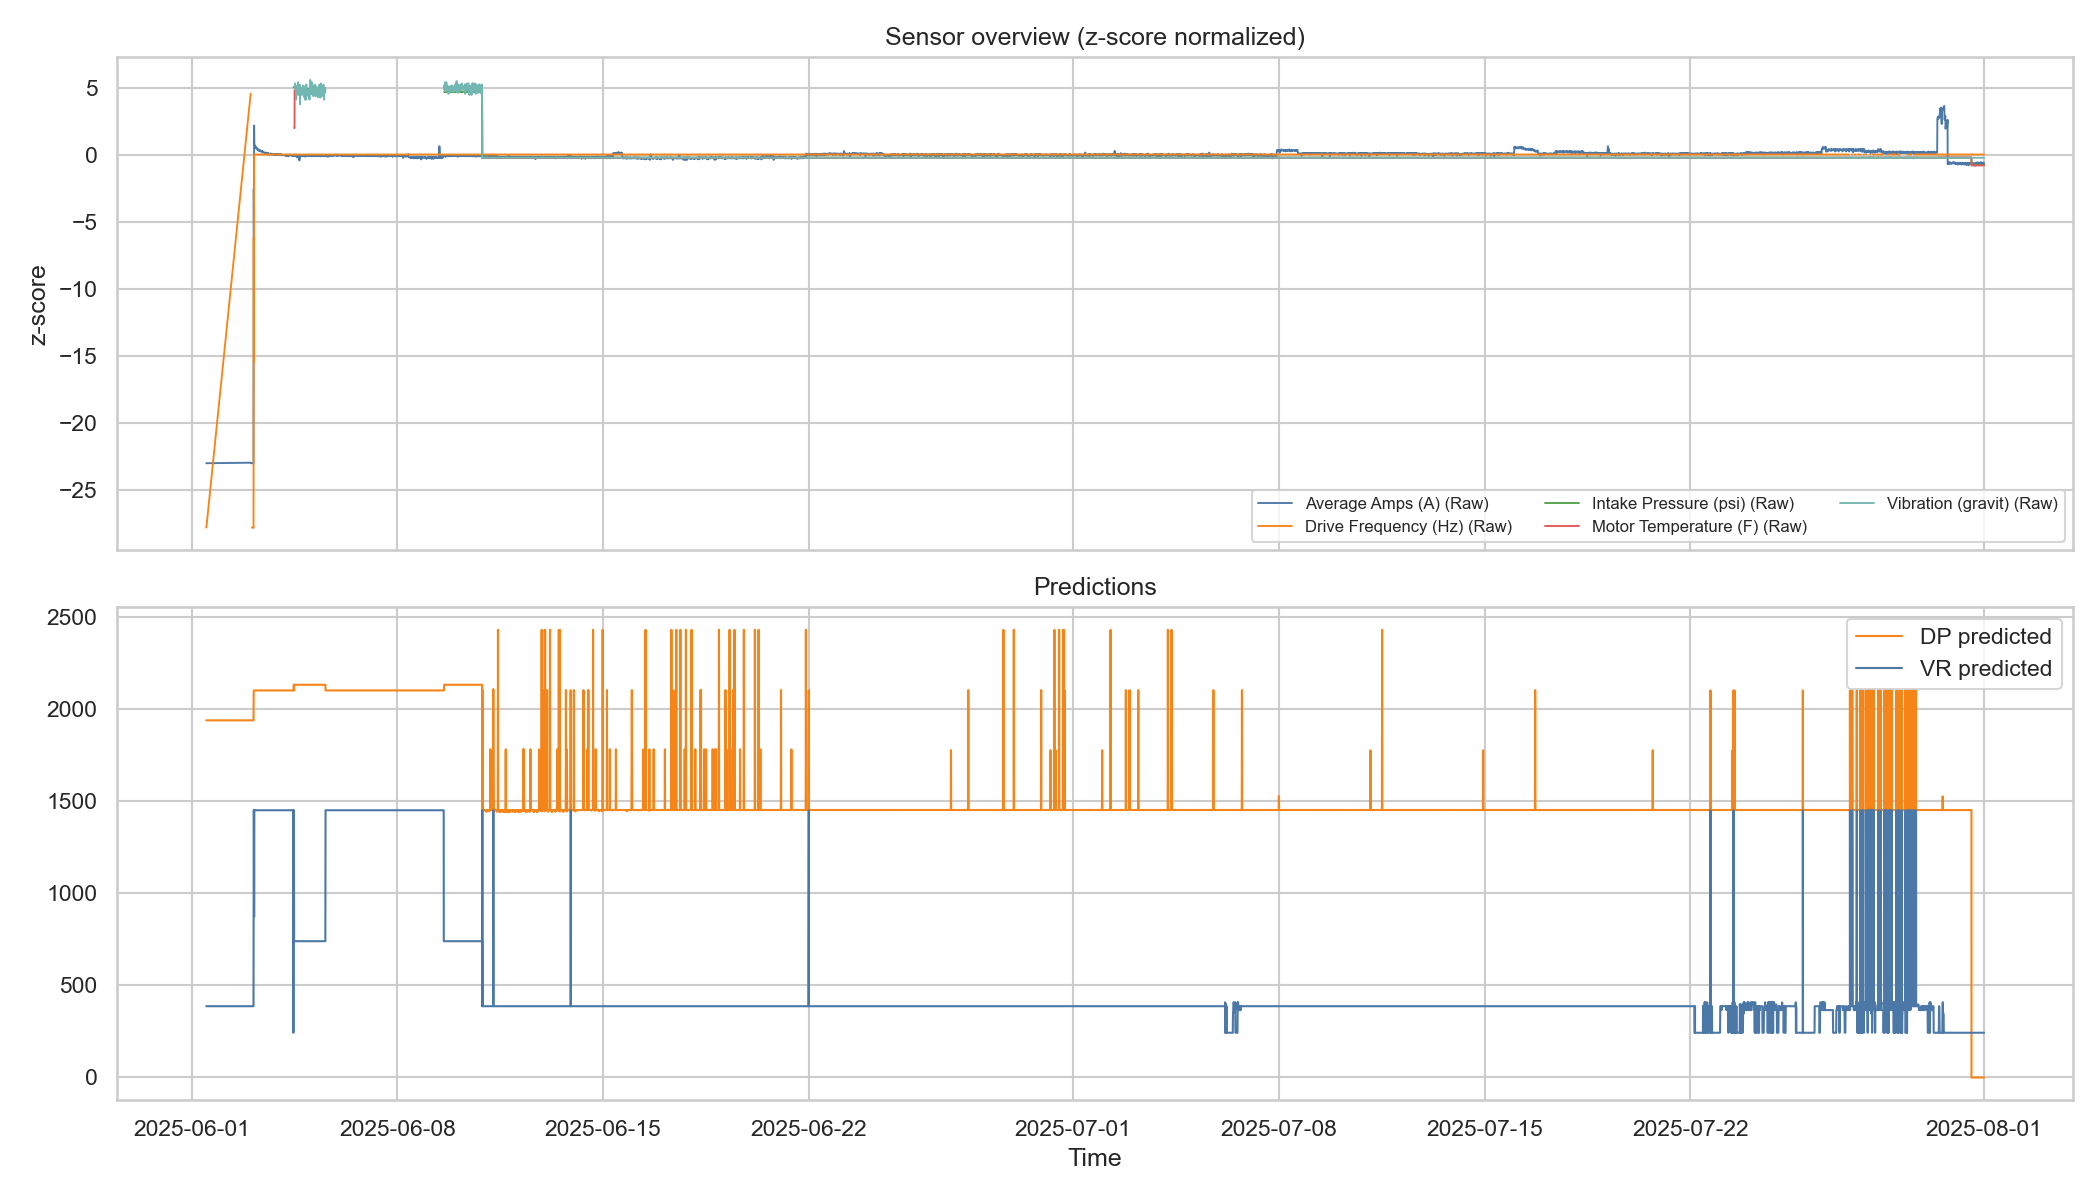 Sensor overview (z-score normalized)
5
0
−5
−10
−15
−20
−25
z-score
Average Amps (A) (Raw)
Drive Frequency (Hz) (Raw)
Intake Pressure (psi) (Raw)
Motor Temperature (F) (Raw)
Vibration (gravit) (Raw)
Predictions
2500
2000
1500
1000
500
0
DP predicted
VR predicted
2025-06-01 2025-06-08 2025-06-15 2025-06-22 2025-07-01 2025-07-08 2025-07-15 2025-07-22 2025-08-01
Time